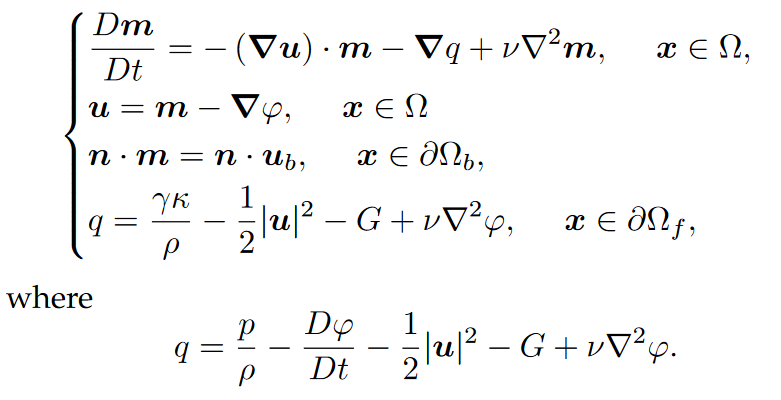 Dm/Dt = − (∇u) · m − ∇q + ν∇²m, x ∈ Ω,
u = m − ∇φ, x ∈ Ω
n · m = n · u_b, x ∈ ∂Ω_b,
q = γκ/ρ − 1/2|u|² − G + ν∇²φ, x ∈ ∂Ω_f,
where
q = p/ρ − Dφ/Dt − 1/2|u|² − G + ν∇²φ.